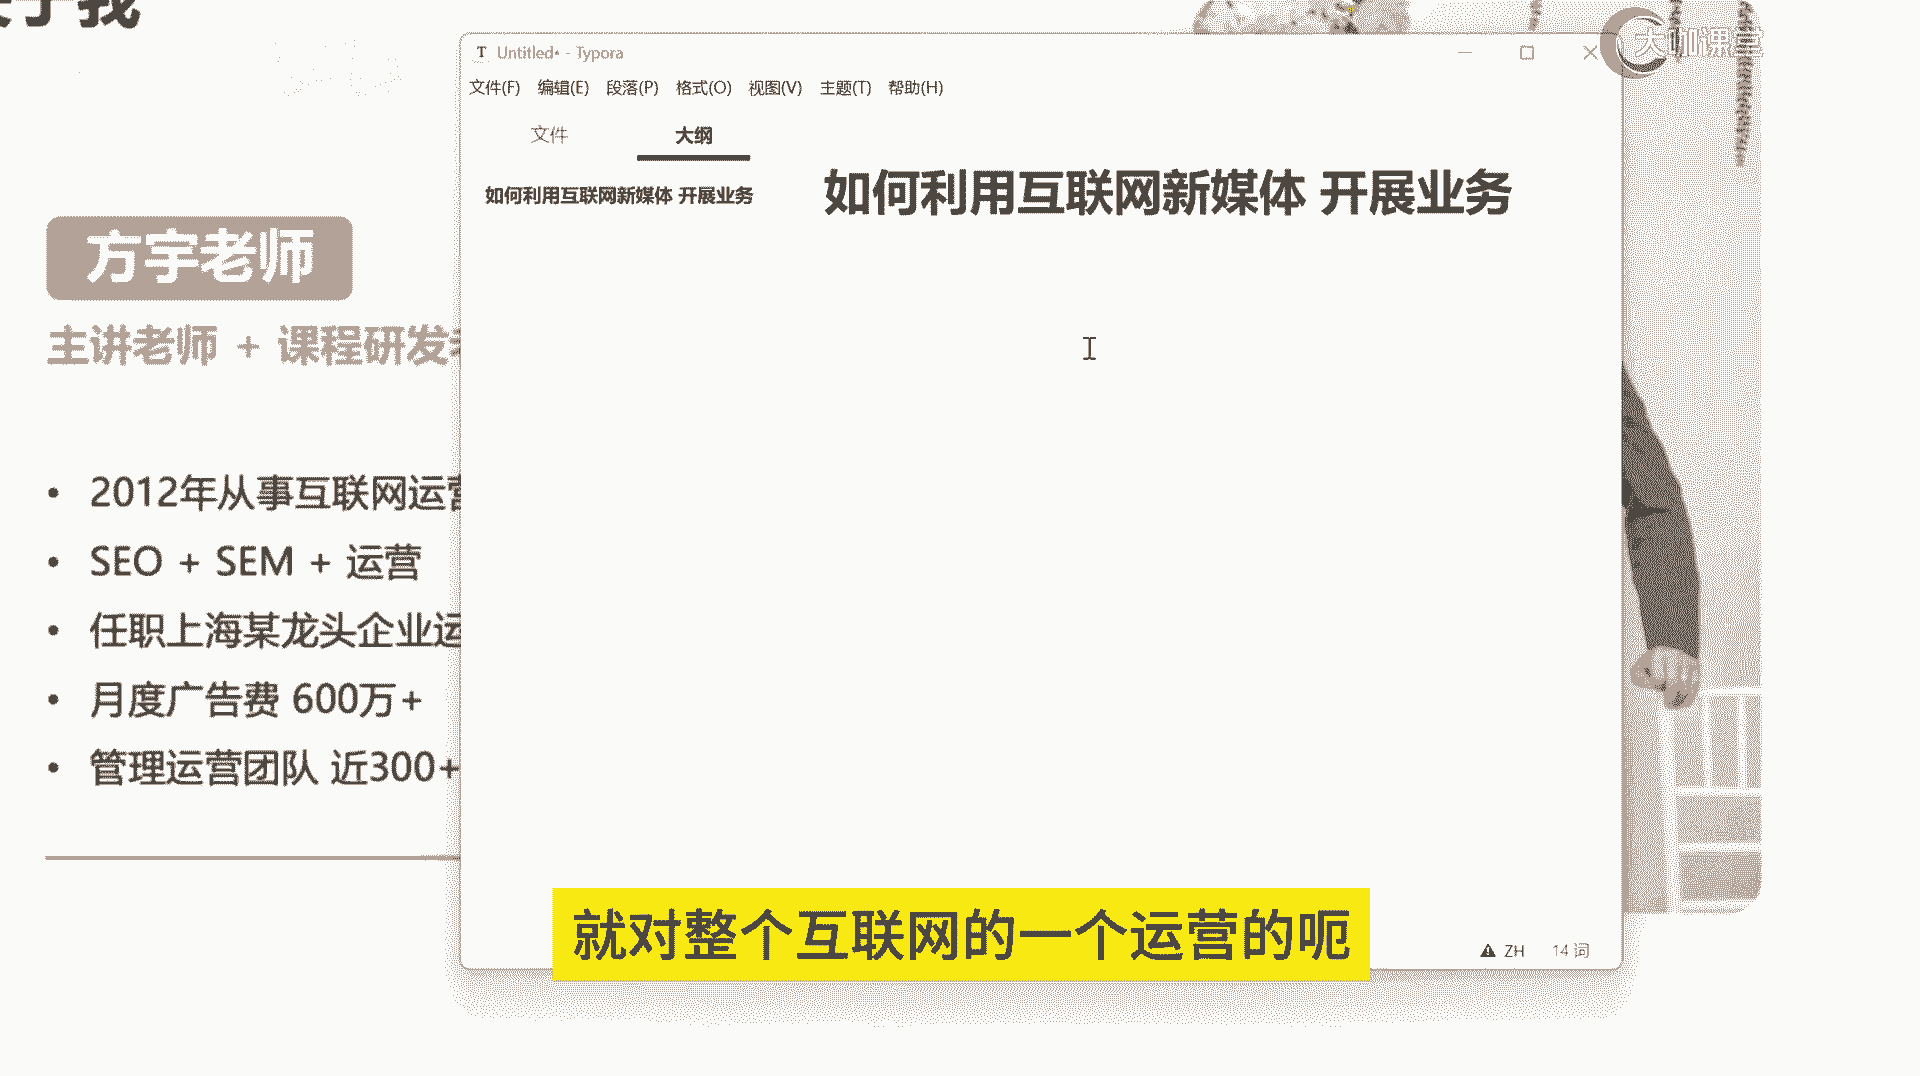 于我
方宇老师
主讲老师 + 课程研发
2012年从事互联网运营
SEO + SEM + 运营
任职上海某龙头企业运
月度广告费 600万+
管理运营团队 近300+
Untitled• - Typora
文件(F) 编辑(E) 段落(P) 格式(O) 视图(V) 主题(T) 帮助(H)
文件 大纲
如何利用互联网新媒体 开展业务
如何利用互联网新媒体 开展业务
ZH 14 词
大咖课堂
就对整个互联网的一个运营的呃